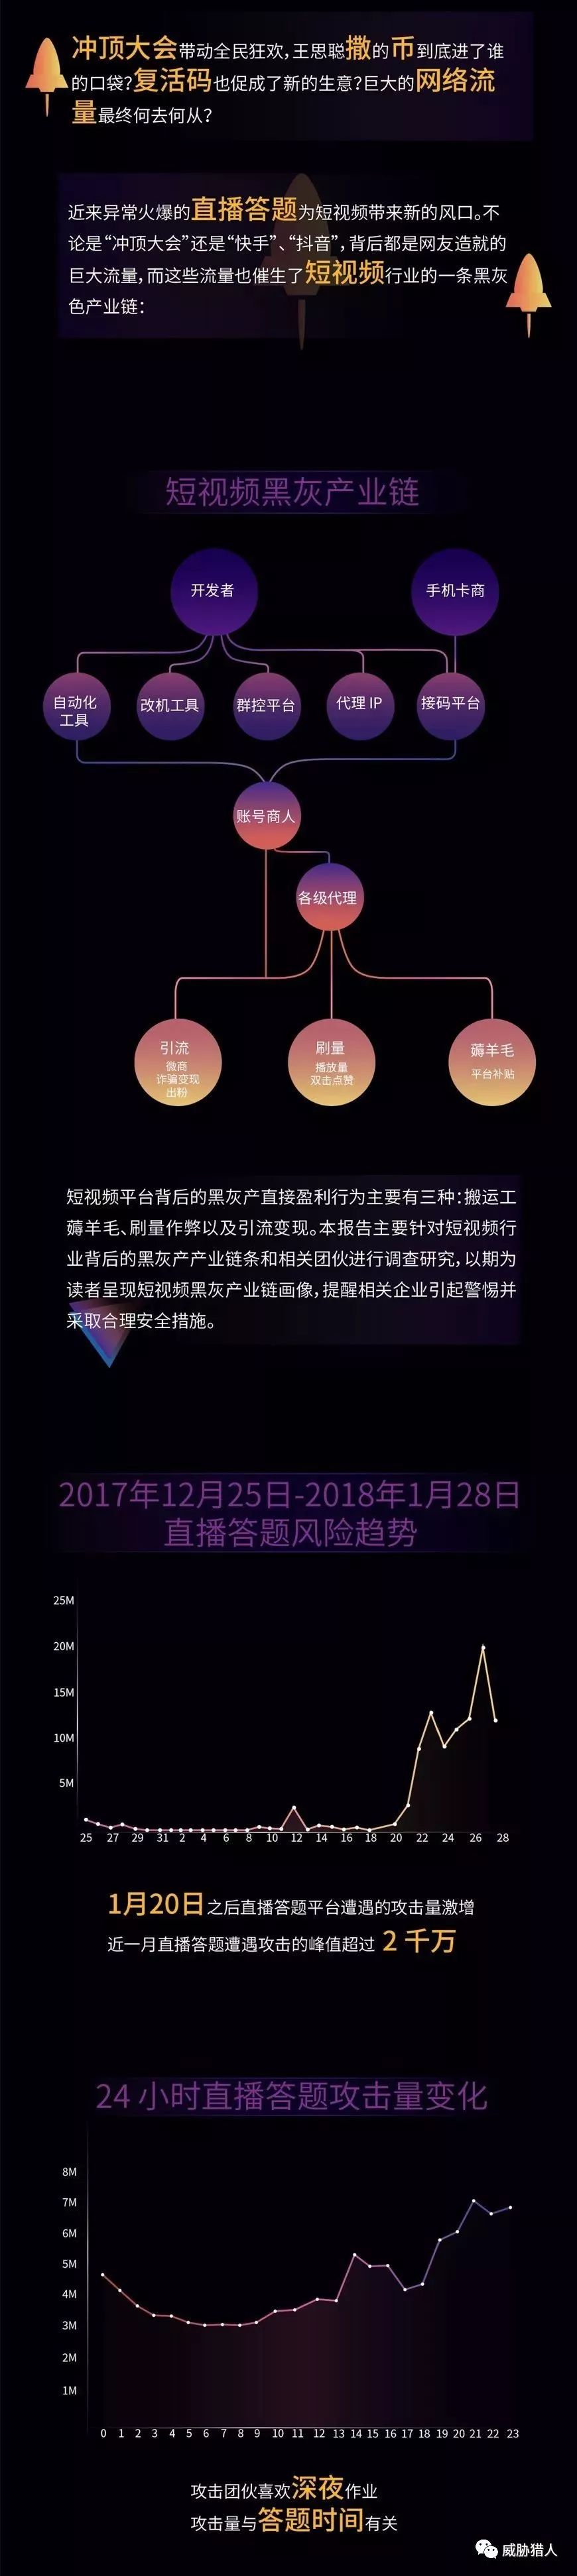 冲顶大会带动全民狂欢,王思聪撒的币到底进了谁
的口袋?复活码也促成了新的生意?巨大的网络流
量最终何去何从?
近来异常火爆的直播答题为短视频带来新的风口。不
论是“冲顶大会”还是“快手”、“抖音”,背后都是网友造就的
巨大流量,而这些流量也催生了短视频行业的一条黑灰
色产业链:
短视频黑灰产业链
开发者
手机卡商
自动化
工具
改机工具
群控平台
代理 IP
接码平台
账号商人
各级代理
引流
微商
诈骗变现
出粉
刷量
播放量
双击点赞
薅羊毛
平台补贴
短视频平台背后的黑灰产直接盈利行为主要有三种:搬运工
薅羊毛、刷量作弊以及引流变现。本报告主要针对短视频行
业背后的黑灰产产业链条和相关团伙进行调查研究,以期为
读者呈现短视频黑灰产业链画像,提醒相关企业引起警惕并
采取合理安全措施。
2017年12月25日-2018年1月28日
直播答题风险趋势
25M
20M
15M
10M
5M
25 27 29 31 2 4 6 8 10 12 14 16 18 20 22 24 26 28
1月20日之后直播答题平台遭遇的攻击量激增
近一月直播答题遭遇攻击的峰值超过 2 千万
24 小时直播答题攻击量变化
8M
7M
6M
5M
4M
3M
2M
1M
0 1 2 3 4 5 6 7 8 9 10 11 12 13 14 15 16 17 18 19 20 21 22 23
攻击团伙喜欢深夜作业
攻击量与答题时间有关
威胁猎人